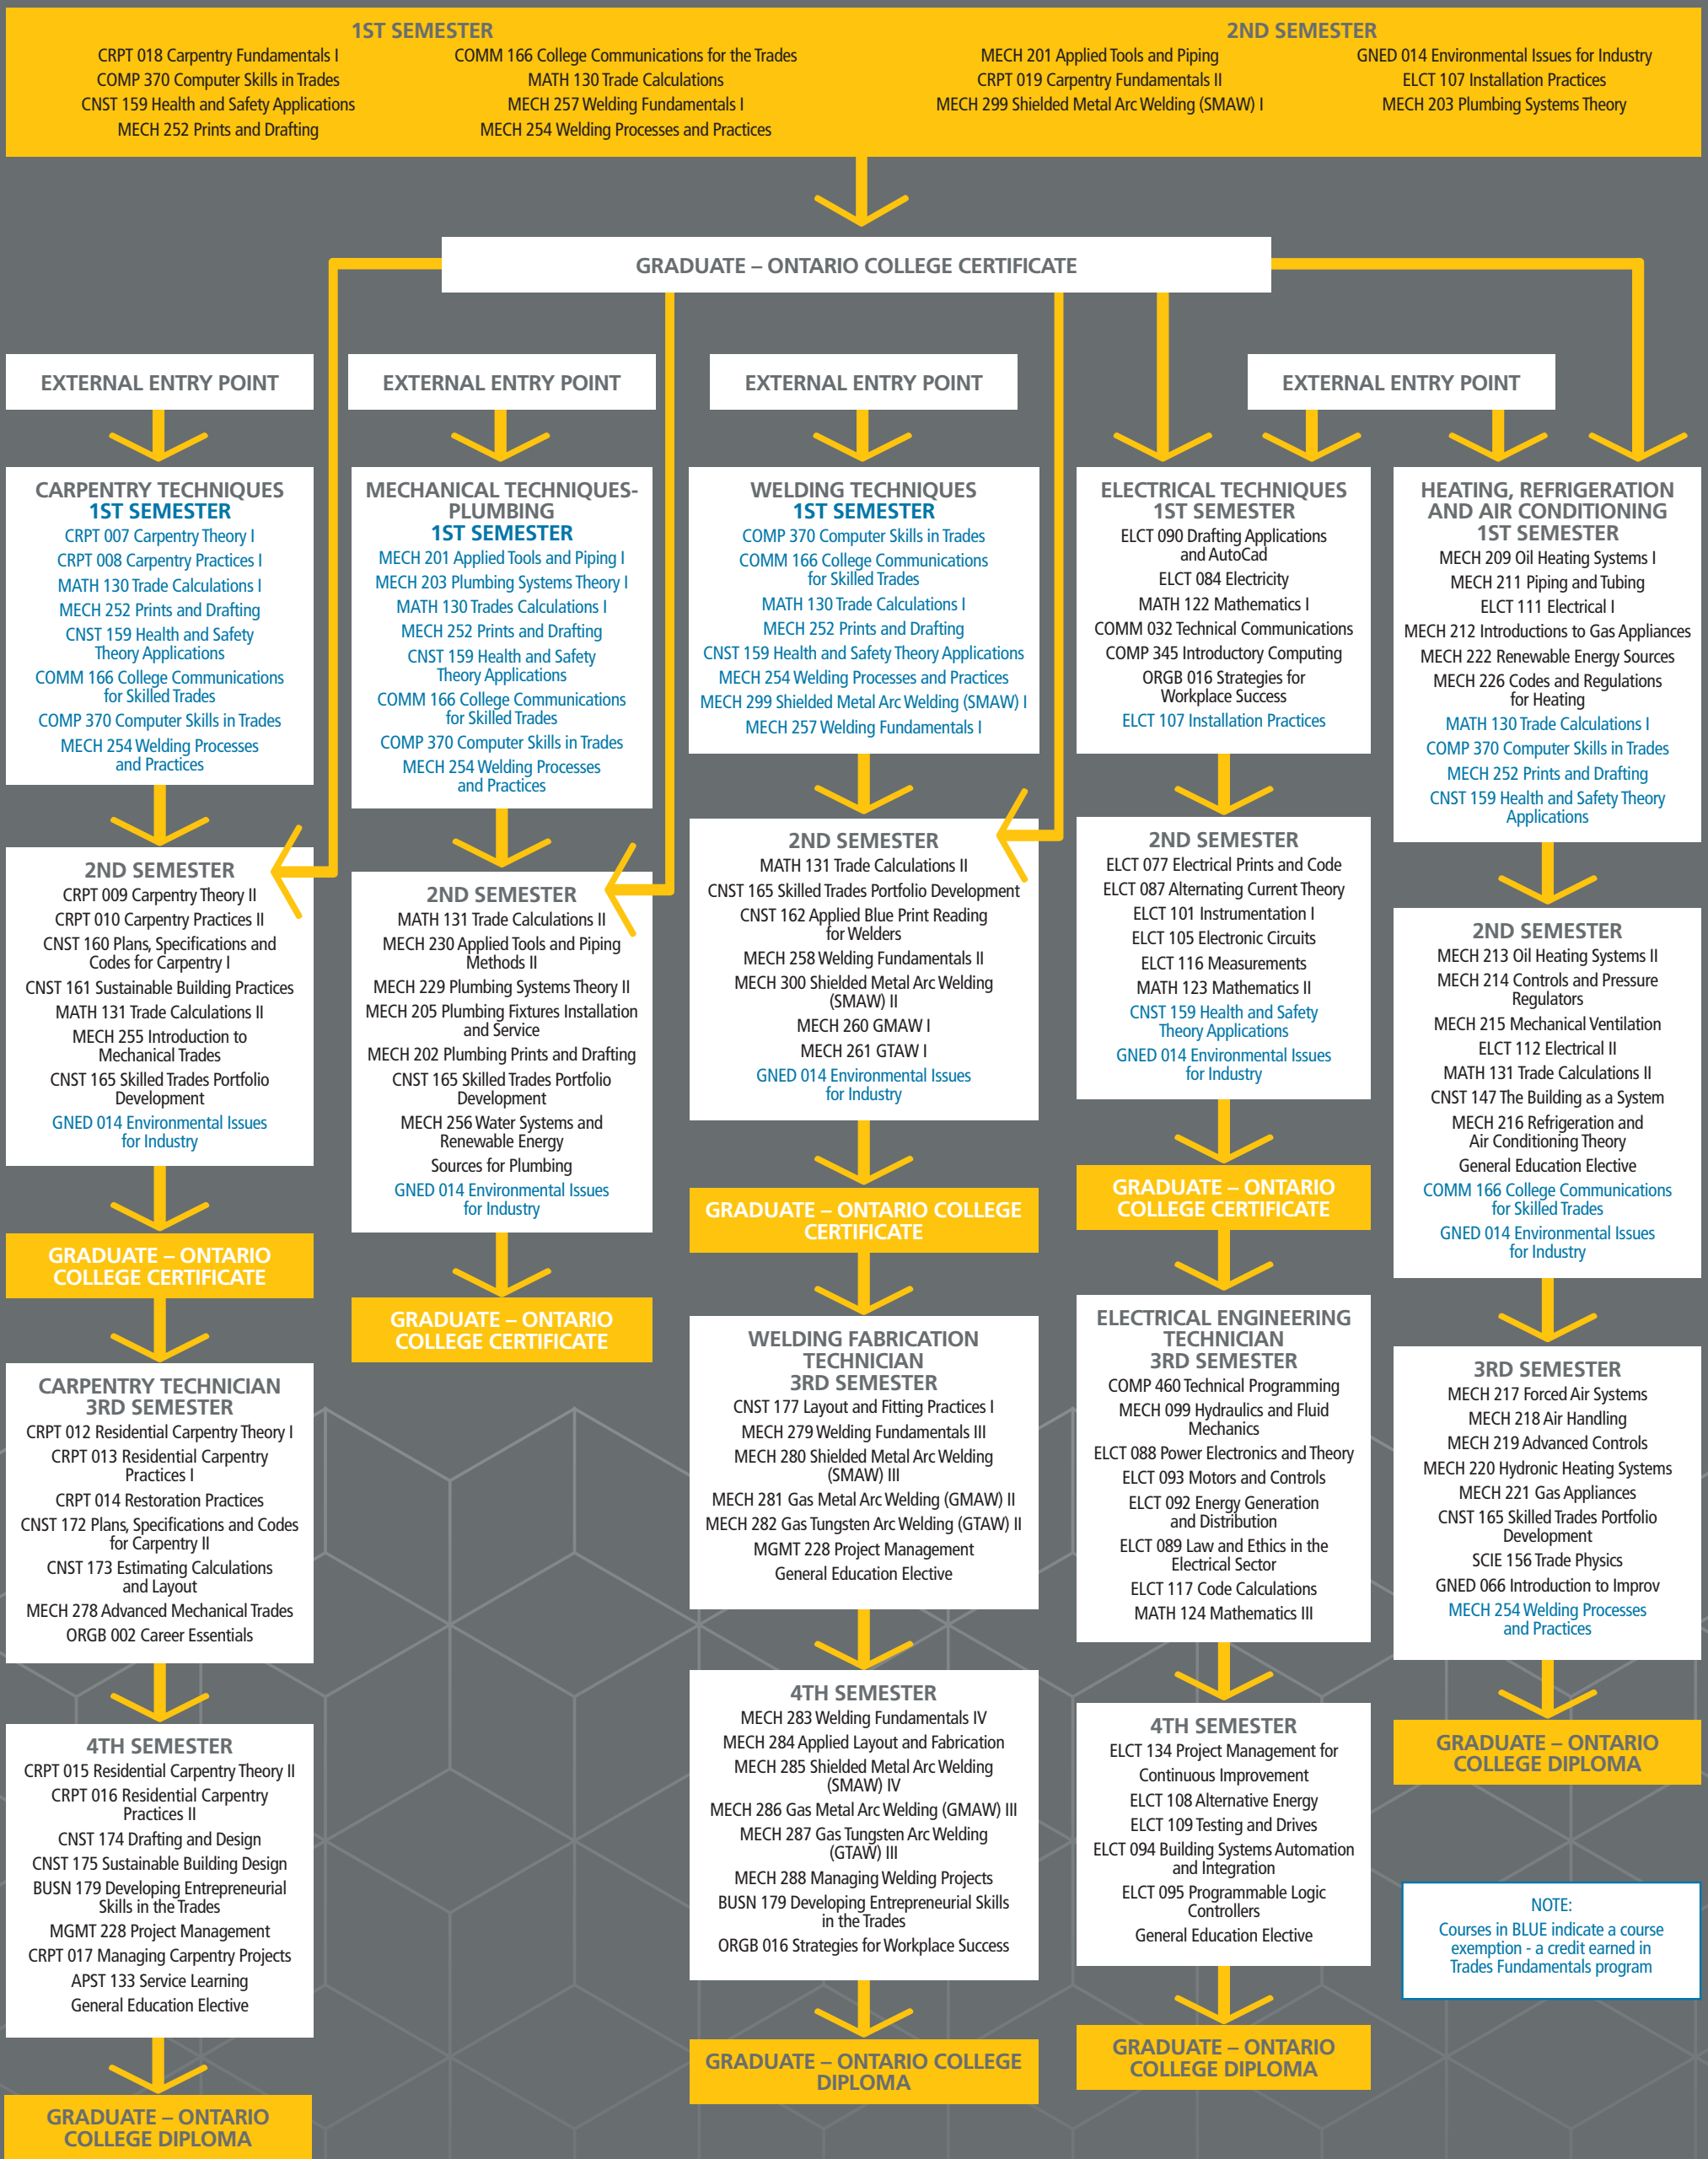 1ST SEMESTER
CRPT 018 Carpentry Fundamentals I
COMP 370 Computer Skills in Trades
CNST 159 Health and Safety Applications
MECH 252 Prints and Drafting
COMM 166 College Communications for the Trades
MATH 130 Trade Calculations
MECH 257 Welding Fundamentals I
MECH 254 Welding Processes and Practices
2ND SEMESTER
MECH 201 Applied Tools and Piping
CRPT 019 Carpentry Fundamentals II
MECH 299 Shielded Metal Arc Welding (SMAW) I
GNED 014 Environmental Issues for Industry
ELCT 107 Installation Practices
MECH 203 Plumbing Systems Theory
GRADUATE – ONTARIO COLLEGE CERTIFICATE
EXTERNAL ENTRY POINT
CARPENTRY TECHNIQUES
1ST SEMESTER
CRPT 007 Carpentry Theory I
CRPT 008 Carpentry Practices I
MATH 130 Trade Calculations I
MECH 252 Prints and Drafting
CNST 159 Health and Safety
Theory Applications
COMM 166 College Communications
for Skilled Trades
COMP 370 Computer Skills in Trades
MECH 254 Welding Processes
and Practices
2ND SEMESTER
CRPT 009 Carpentry Theory II
CRPT 010 Carpentry Practices II
CNST 160 Plans, Specifications and
Codes for Carpentry I
CNST 161 Sustainable Building Practices
MATH 131 Trade Calculations II
MECH 255 Introduction to
Mechanical Trades
CNST 165 Skilled Trades Portfolio
Development
GNED 014 Environmental Issues
for Industry
GRADUATE – ONTARIO
COLLEGE CERTIFICATE
CARPENTRY TECHNICIAN
3RD SEMESTER
CRPT 012 Residential Carpentry Theory I
CRPT 013 Residential Carpentry
Practices I
CRPT 014 Restoration Practices
CNST 172 Plans, Specifications and Codes
for Carpentry II
CNST 173 Estimating Calculations
and Layout
MECH 278 Advanced Mechanical Trades
ORGB 002 Career Essentials
4TH SEMESTER
CRPT 015 Residential Carpentry Theory II
CRPT 016 Residential Carpentry
Practices II
CNST 174 Drafting and Design
CNST 175 Sustainable Building Design
BUSN 179 Developing Entrepreneurial
Skills in the Trades
MGMT 228 Project Management
CRPT 017 Managing Carpentry Projects
APST 133 Service Learning
General Education Elective
GRADUATE – ONTARIO
COLLEGE DIPLOMA
EXTERNAL ENTRY POINT
MECHANICAL TECHNIQUES-
PLUMBING
1ST SEMESTER
MECH 201 Applied Tools and Piping I
MECH 203 Plumbing Systems Theory I
MATH 130 Trades Calculations I
MECH 252 Prints and Drafting
CNST 159 Health and Safety
Theory Applications
COMM 166 College Communications
for Skilled Trades
COMP 370 Computer Skills in Trades
MECH 254 Welding Processes
and Practices
2ND SEMESTER
MATH 131 Trade Calculations II
MECH 230 Applied Tools and Piping
Methods II
MECH 229 Plumbing Systems Theory II
MECH 205 Plumbing Fixtures Installation
and Service
MECH 202 Plumbing Prints and Drafting
CNST 165 Skilled Trades Portfolio
Development
MECH 256 Water Systems and
Renewable Energy
Sources for Plumbing
GNED 014 Environmental Issues
for Industry
GRADUATE – ONTARIO
COLLEGE CERTIFICATE
EXTERNAL ENTRY POINT
WELDING TECHNIQUES
1ST SEMESTER
COMP 370 Computer Skills in Trades
COMM 166 College Communications
for Skilled Trades
MATH 130 Trade Calculations I
MECH 252 Prints and Drafting
CNST 159 Health and Safety Theory Applications
MECH 254 Welding Processes and Practices
MECH 299 Shielded Metal Arc Welding (SMAW) I
MECH 257 Welding Fundamentals I
2ND SEMESTER
MATH 131 Trade Calculations II
CNST 165 Skilled Trades Portfolio Development
CNST 162 Applied Blue Print Reading
for Welders
MECH 258 Welding Fundamentals II
MECH 300 Shielded Metal Arc Welding
(SMAW) II
MECH 260 GMAW I
MECH 261 GTAW I
GNED 014 Environmental Issues
for Industry
GRADUATE – ONTARIO COLLEGE
CERTIFICATE
WELDING FABRICATION
TECHNICIAN
3RD SEMESTER
CNST 177 Layout and Fitting Practices I
MECH 279 Welding Fundamentals III
MECH 280 Shielded Metal Arc Welding
(SMAW) III
MECH 281 Gas Metal Arc Welding (GMAW) II
MECH 282 Gas Tungsten Arc Welding (GTAW) II
MGMT 228 Project Management
General Education Elective
4TH SEMESTER
MECH 283 Welding Fundamentals IV
MECH 284 Applied Layout and Fabrication
MECH 285 Shielded Metal Arc Welding
(SMAW) IV
MECH 286 Gas Metal Arc Welding (GMAW) III
MECH 287 Gas Tungsten Arc Welding
(GTAW) III
MECH 288 Managing Welding Projects
BUSN 179 Developing Entrepreneurial Skills
in the Trades
ORGB 016 Strategies for Workplace Success
GRADUATE – ONTARIO COLLEGE
DIPLOMA
EXTERNAL ENTRY POINT
ELECTRICAL TECHNIQUES
1ST SEMESTER
ELCT 090 Drafting Applications
and AutoCad
ELCT 084 Electricity
MATH 122 Mathematics I
COMM 032 Technical Communications
COMP 345 Introductory Computing
ORGB 016 Strategies for
Workplace Success
ELCT 107 Installation Practices
2ND SEMESTER
ELCT 077 Electrical Prints and Code
ELCT 087 Alternating Current Theory
ELCT 101 Instrumentation I
ELCT 105 Electronic Circuits
ELCT 116 Measurements
MATH 123 Mathematics II
CNST 159 Health and Safety
Theory Applications
GNED 014 Environmental Issues
for Industry
GRADUATE – ONTARIO
COLLEGE CERTIFICATE
ELECTRICAL ENGINEERING
TECHNICIAN
3RD SEMESTER
COMP 460 Technical Programming
MECH 099 Hydraulics and Fluid
Mechanics
ELCT 088 Power Electronics and Theory
ELCT 093 Motors and Controls
ELCT 092 Energy Generation
and Distribution
ELCT 089 Law and Ethics in the
Electrical Sector
ELCT 117 Code Calculations
MATH 124 Mathematics III
4TH SEMESTER
ELCT 134 Project Management for
Continuous Improvement
ELCT 108 Alternative Energy
ELCT 109 Testing and Drives
ELCT 094 Building Systems Automation
and Integration
ELCT 095 Programmable Logic
Controllers
General Education Elective
GRADUATE – ONTARIO
COLLEGE DIPLOMA
HEATING, REFRIGERATION
AND AIR CONDITIONING
1ST SEMESTER
MECH 209 Oil Heating Systems I
MECH 211 Piping and Tubing
ELCT 111 Electrical I
MECH 212 Introductions to Gas Appliances
MECH 222 Renewable Energy Sources
MECH 226 Codes and Regulations
for Heating
MATH 130 Trade Calculations I
COMP 370 Computer Skills in Trades
MECH 252 Prints and Drafting
CNST 159 Health and Safety Theory
Applications
2ND SEMESTER
MECH 213 Oil Heating Systems II
MECH 214 Controls and Pressure
Regulators
MECH 215 Mechanical Ventilation
ELCT 112 Electrical II
MATH 131 Trade Calculations II
CNST 147 The Building as a System
MECH 216 Refrigeration and
Air Conditioning Theory
General Education Elective
COMM 166 College Communications
for Skilled Trades
GNED 014 Environmental Issues
for Industry
3RD SEMESTER
MECH 217 Forced Air Systems
MECH 218 Air Handling
MECH 219 Advanced Controls
MECH 220 Hydronic Heating Systems
MECH 221 Gas Appliances
CNST 165 Skilled Trades Portfolio
Development
SCIE 156 Trade Physics
GNED 066 Introduction to Improv
MECH 254 Welding Processes
and Practices
GRADUATE – ONTARIO
COLLEGE DIPLOMA
NOTE:
Courses in BLUE indicate a course
exemption - a credit earned in
Trades Fundamentals program